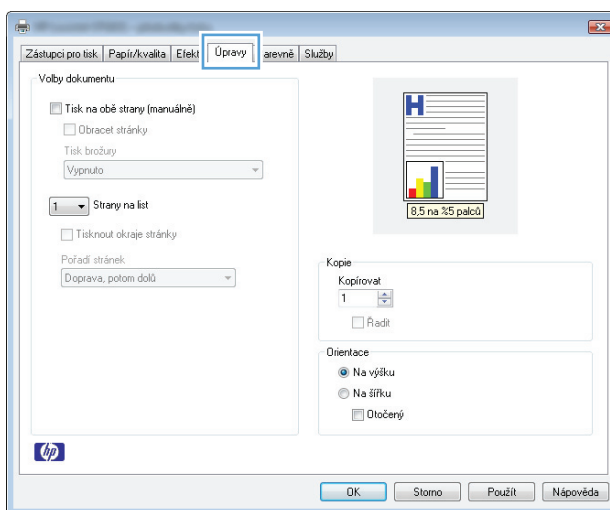 Zástupci pro tisk Papír/kvalita Efekt Úpravy arevně Služby
Volby dokumentu
Tisk na obě strany (manuálně)
Obracet stránky
Tisk brožury
Vypnuto
1 Strany na list
Tisknout okraje stránky
Pořadí stránek
Doprava, potom dolů
H
8,5 na %5 palců
Kopie
Kopírovat
1
Řadit
Orientace
Na výšku
Na šířku
Otočený
hp
OK Storno Použít Nápověda